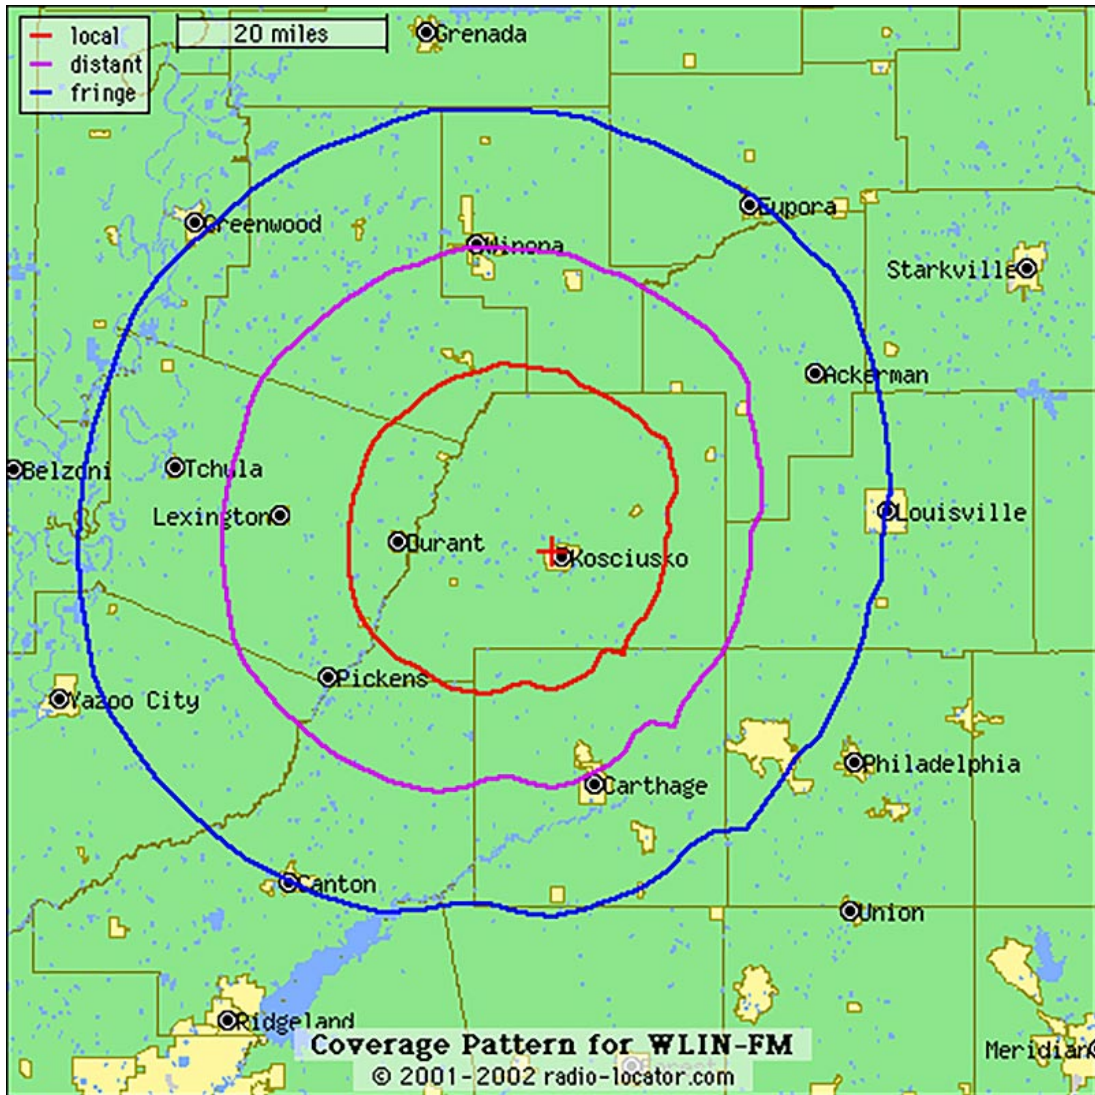 local
distant
fringe
20 miles
Grenada
Greenwood
Eupora
Winona
Starkville
Ackerman
Belzoni
Tchula
Lexington
Louisville
Durant
Kosciusko
Pickens
Yazoo City
Philadelphia
Carthage
Canton
Union
Ridgeland
Meridian
Coverage Pattern for WLIN-FM
© 2001-2002 radio-locator.com